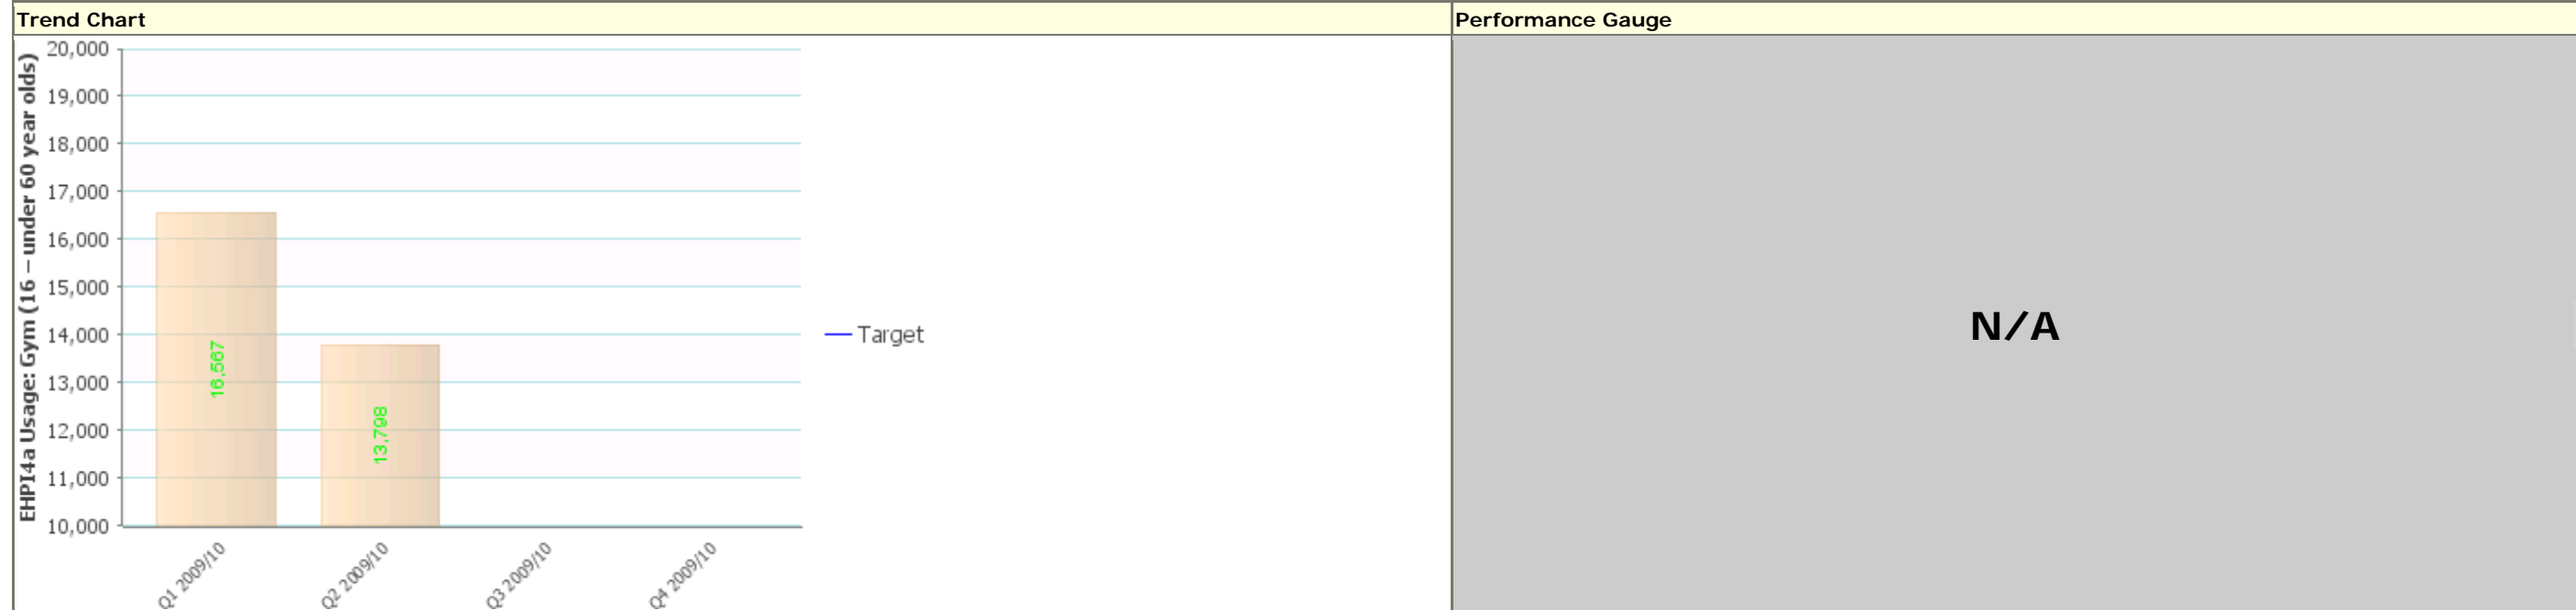 Trend Chart
Performance Gauge
EHPI4a Usage: Gym (16 – under 60 year olds)
20,000
19,000
18,000
17,000
16,000
15,000
14,000
13,000
12,000
11,000
10,000
16,567
13,798
Q1 2009/10
Q2 2009/10
Q3 2009/10
Q4 2009/10
Target
N/A